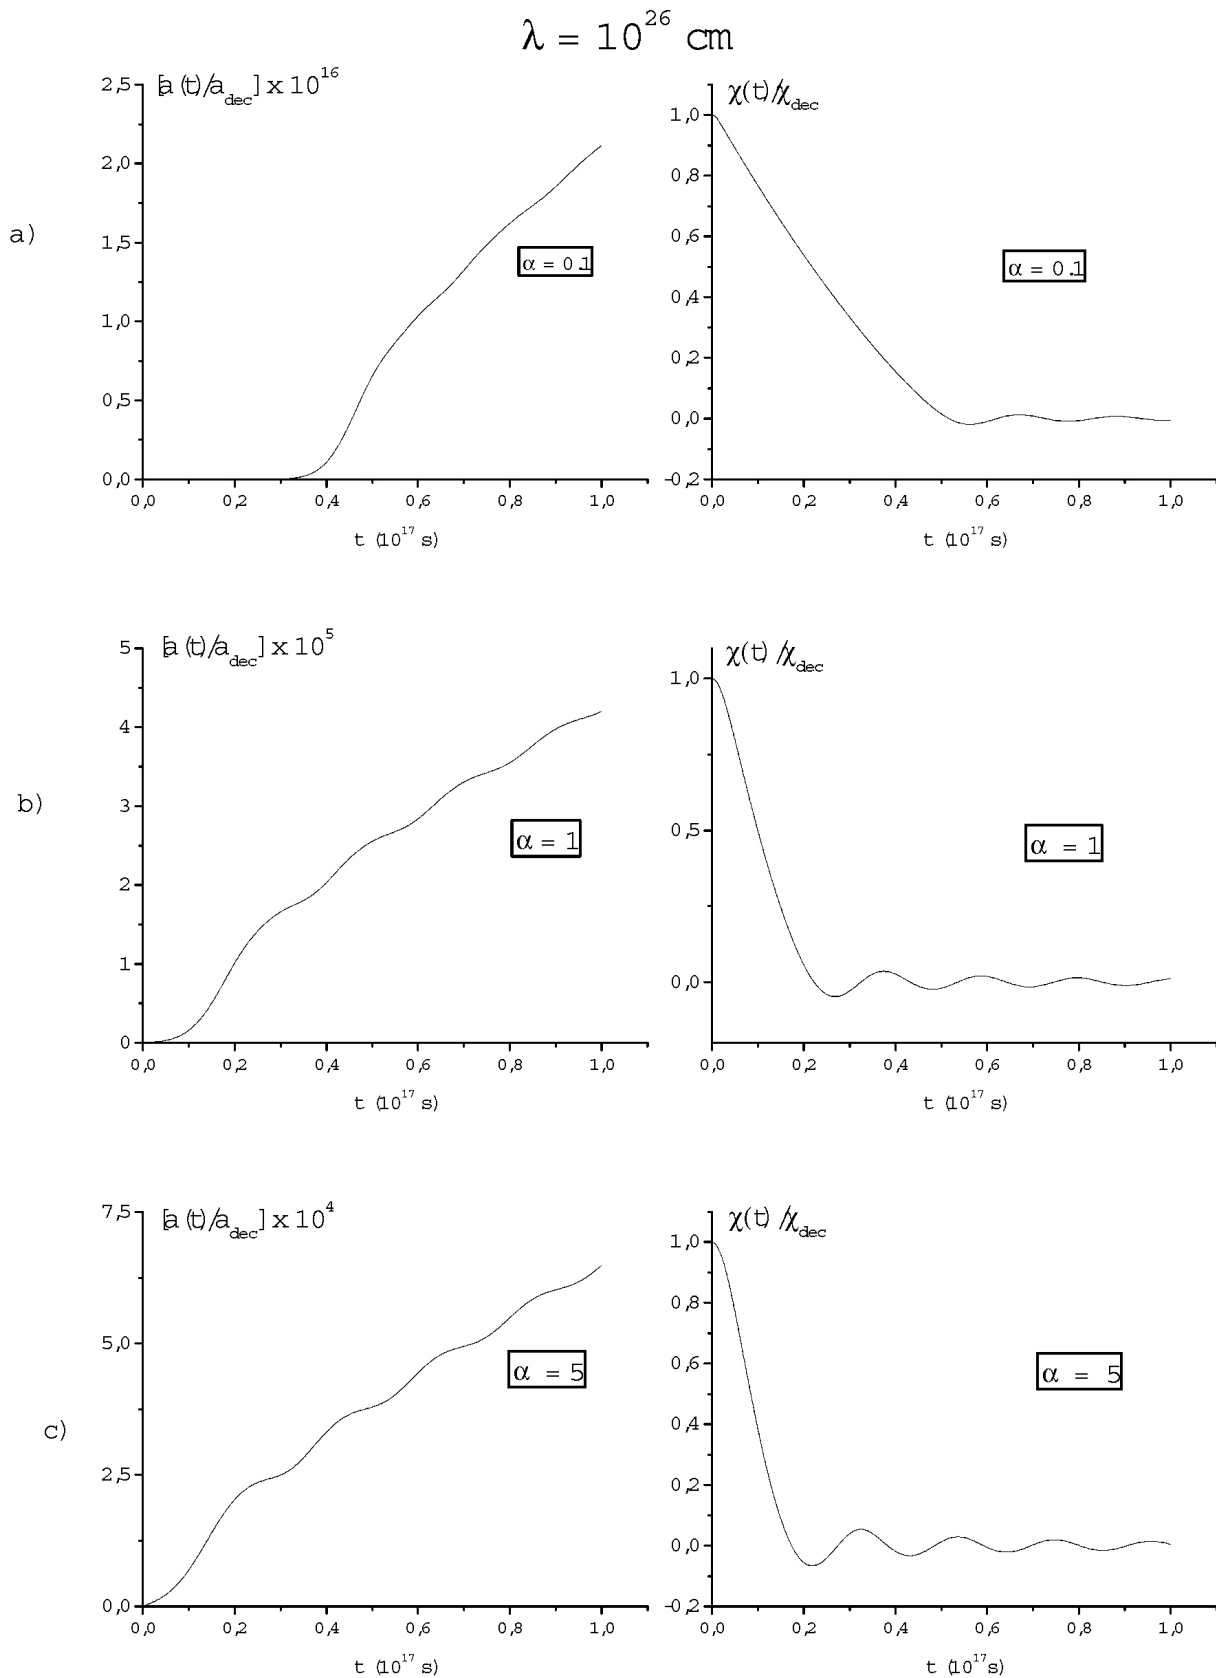 λ = 10^26 cm
a)
[a(t)/a_dec] x 10^16
2,5
2,0
1,5
1,0
0,5
0,0
α = 0.1
0,0 0,2 0,4 0,6 0,8 1,0
t (10^17 s)
χ(t)/χ_dec
1,0
0,8
0,6
0,4
0,2
0,0
-0,2
α = 0.1
0,0 0,2 0,4 0,6 0,8 1,0
t (10^17 s)
b)
[a(t)/a_dec] x 10^5
5
4
3
2
1
0
α = 1
0,0 0,2 0,4 0,6 0,8 1,0
t (10^17 s)
χ(t)/χ_dec
1,0
0,5
0,0
α = 1
0,0 0,2 0,4 0,6 0,8 1,0
t (10^17 s)
c)
[a(t)/a_dec] x 10^4
7,5
5,0
2,5
0,0
α = 5
0,0 0,2 0,4 0,6 0,8 1,0
t (10^17 s)
χ(t)/χ_dec
1,0
0,8
0,6
0,4
0,2
0,0
-0,2
α = 5
0,0 0,2 0,4 0,6 0,8 1,0
t (10^17 s)